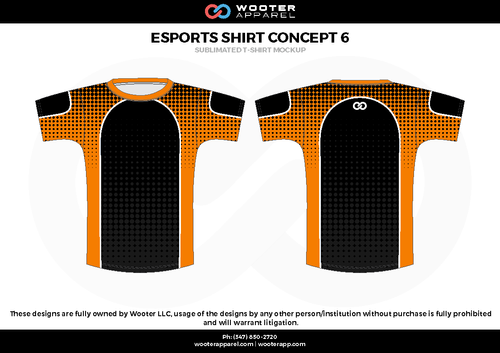 WOOTER
APPAREL
ESPORTS SHIRT CONCEPT 6
SUBLIMATED T-SHIRT MOCKUP
These designs are fully owned by Wooter LLC, usage of the designs by any other person/institution without purchase is fully prohibited
and will warrant litigation.
Ph: (347) 850-2720
wooterapparel.com | wooterapp.com